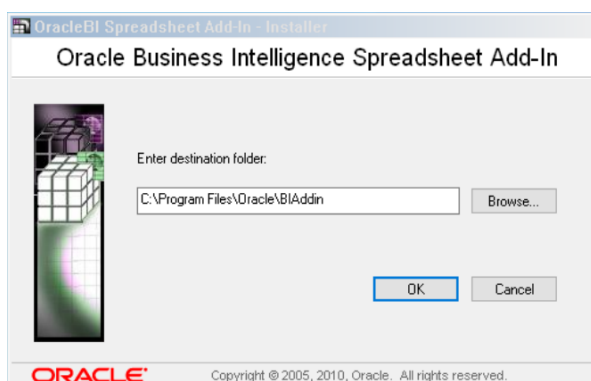 OracleBI Spreadsheet Add-In - Installer
Oracle Business Intelligence Spreadsheet Add-In
Enter destination folder:
C:\Program Files\Oracle\BIAddin
Browse...
OK
Cancel
ORACLE®
Copyright © 2005, 2010, Oracle. All rights reserved.